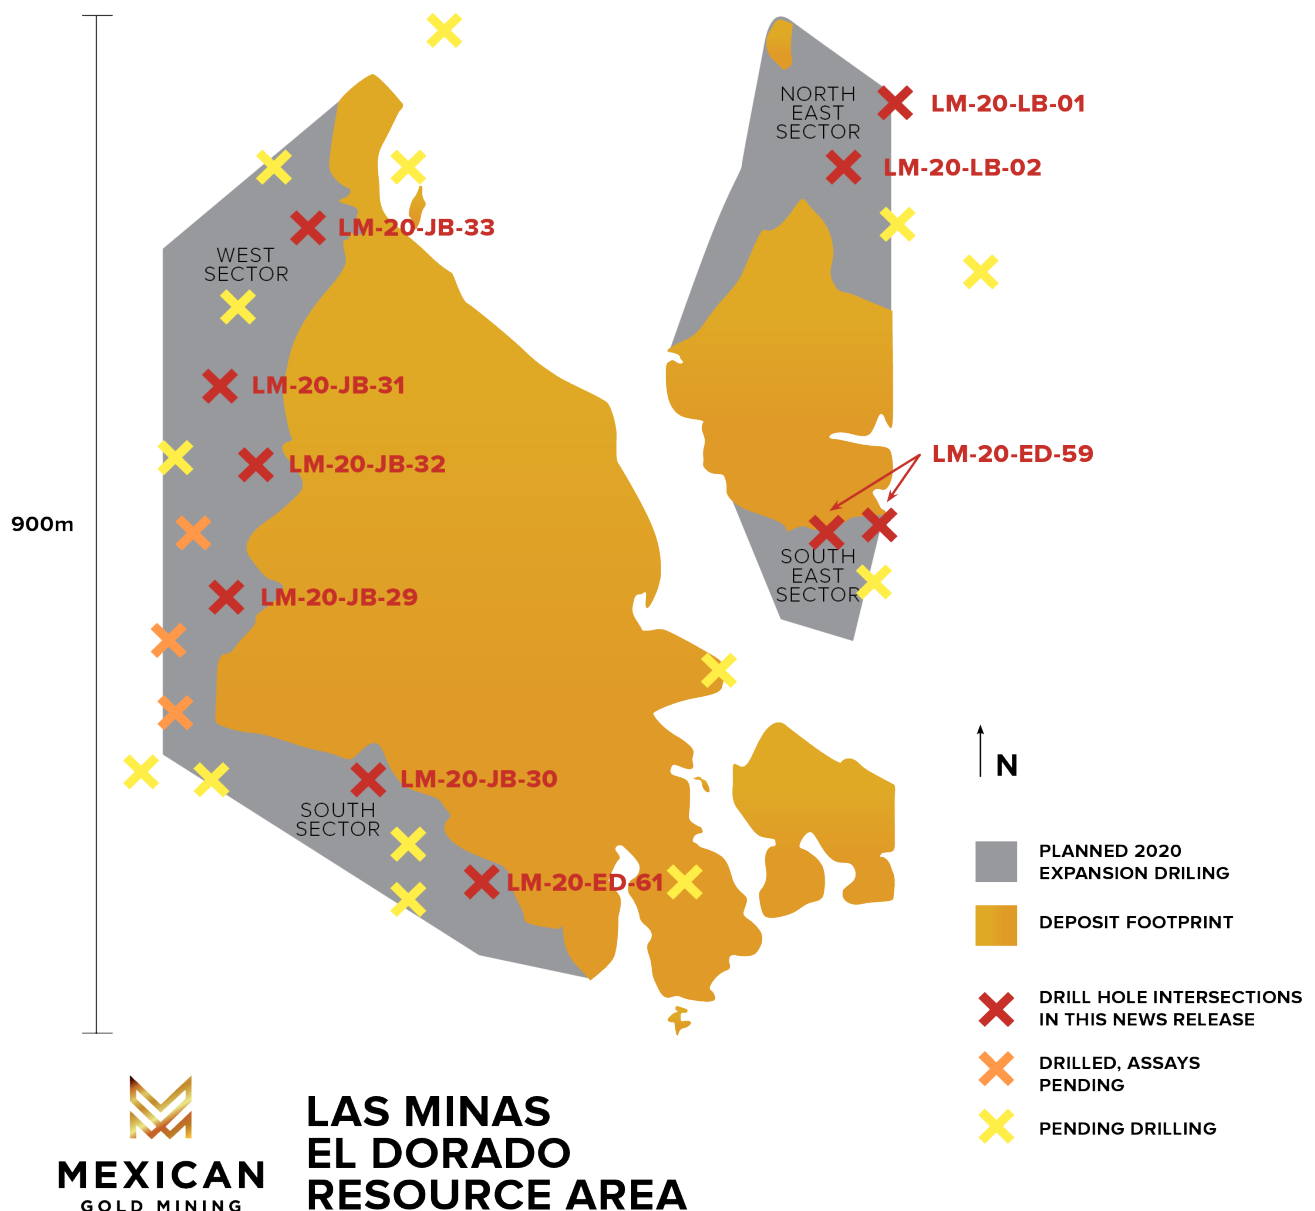 NORTH
EAST
SECTOR
LM-20-LB-01
LM-20-LB-02
LM-20-JB-33
WEST
SECTOR
LM-20-JB-31
LM-20-JB-32
LM-20-ED-59
900m
SOUTH
EAST
SECTOR
LM-20-JB-29
N
LM-20-JB-30
SOUTH
SECTOR
LM-20-ED-61
PLANNED 2020
EXPANSION DRILING
DEPOSIT FOOTPRINT
DRILL HOLE INTERSECTIONS
IN THIS NEWS RELEASE
DRILLED, ASSAYS
PENDING
PENDING DRILLING
MEXICAN
GOLD MINING
LAS MINAS
EL DORADO
RESOURCE AREA